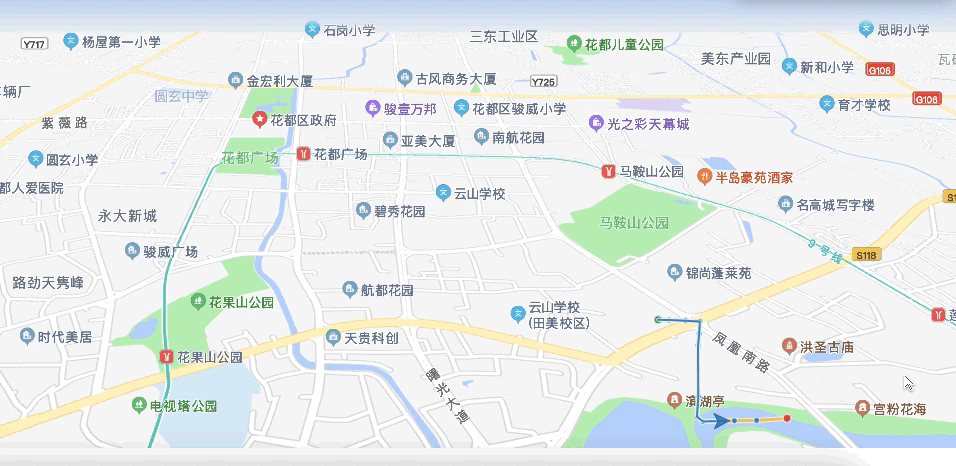 石岗小学
思明小学
三东工业区
Y717
杨屋第一小学
花都儿童公园
美东产业园
新和小学
G106
金宏利大厦
古风商务大厦
Y725
圆玄中学
G106
骏壹万邦
花都区骏威小学
育才学校
紫薇路
花都区政府
光之彩天幕城
亚美大厦
南航花园
圆玄小学
花都广场
花都广场
马鞍山公园
半岛豪苑酒家
都人爱医院
云山学校
名高城写字楼
永大新城
碧秀花园
马鞍山公园
骏威广场
9号线
S118
锦尚蓬莱苑
路劲天隽峰
航都花园
花果山公园
云山学校
(田美校区)
时代美居
天贵科创
凤凰南路
洪圣古庙
花果山公园
曙光大道
电视塔公园
宫粉花海